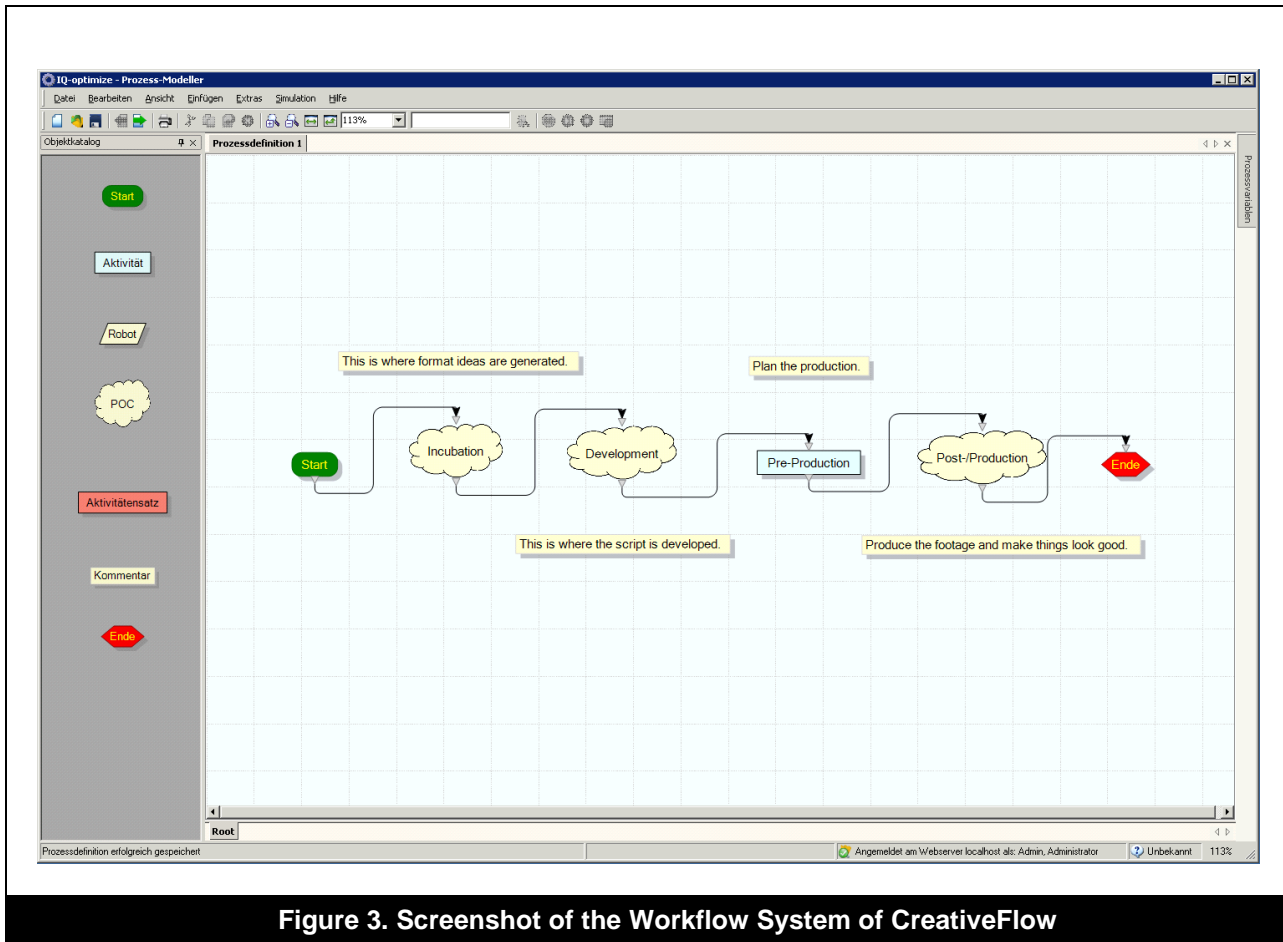 IQ-optimize - Prozess-Modeller
Datei Bearbeiten Ansicht Einfügen Extras Simulation Hilfe
113%
Objektkatalog
Prozessdefinition 1
Prozessvariablen
Start
Aktivität
Robot
POC
Aktivitätensatz
Kommentar
Ende
This is where format ideas are generated.
Plan the production.
Start
Incubation
Development
Pre-Production
Post-/Production
Ende
This is where the script is developed.
Produce the footage and make things look good.
Root
Prozessdefinition erfolgreich gespeichert
Angemeldet am Webserver localhost als: Admin, Administrator
Unbekannt
113%
Figure 3. Screenshot of the Workflow System of CreativeFlow